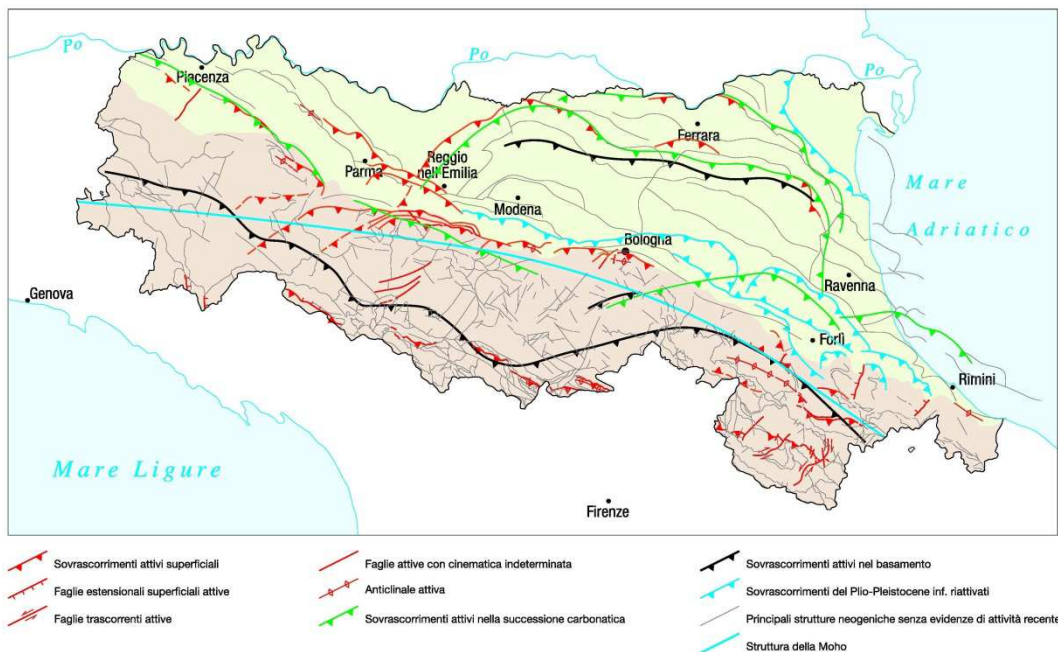 Po
Po
Po
Piacenza
Ferrara
Parma
Reggio
nell'Emilia
Modena
Mare
Adriatico
Bologna
Ravenna
Genova
Forlì
Rimini
Mare Ligure
Firenze
Sovrascorrimenti attivi superficiali
Faglie attive con cinematica indeterminata
Sovrascorrimenti attivi nel basamento
Faglie estensionali superficiali attive
Anticlinale attiva
Sovrascorrimenti del Plio-Pleistocene inf. riattivati
Faglie trascorrenti attive
Sovrascorrimenti attivi nella successione carbonatica
Principali strutture neogeniche senza evidenze di attività recente
Struttura della Moho